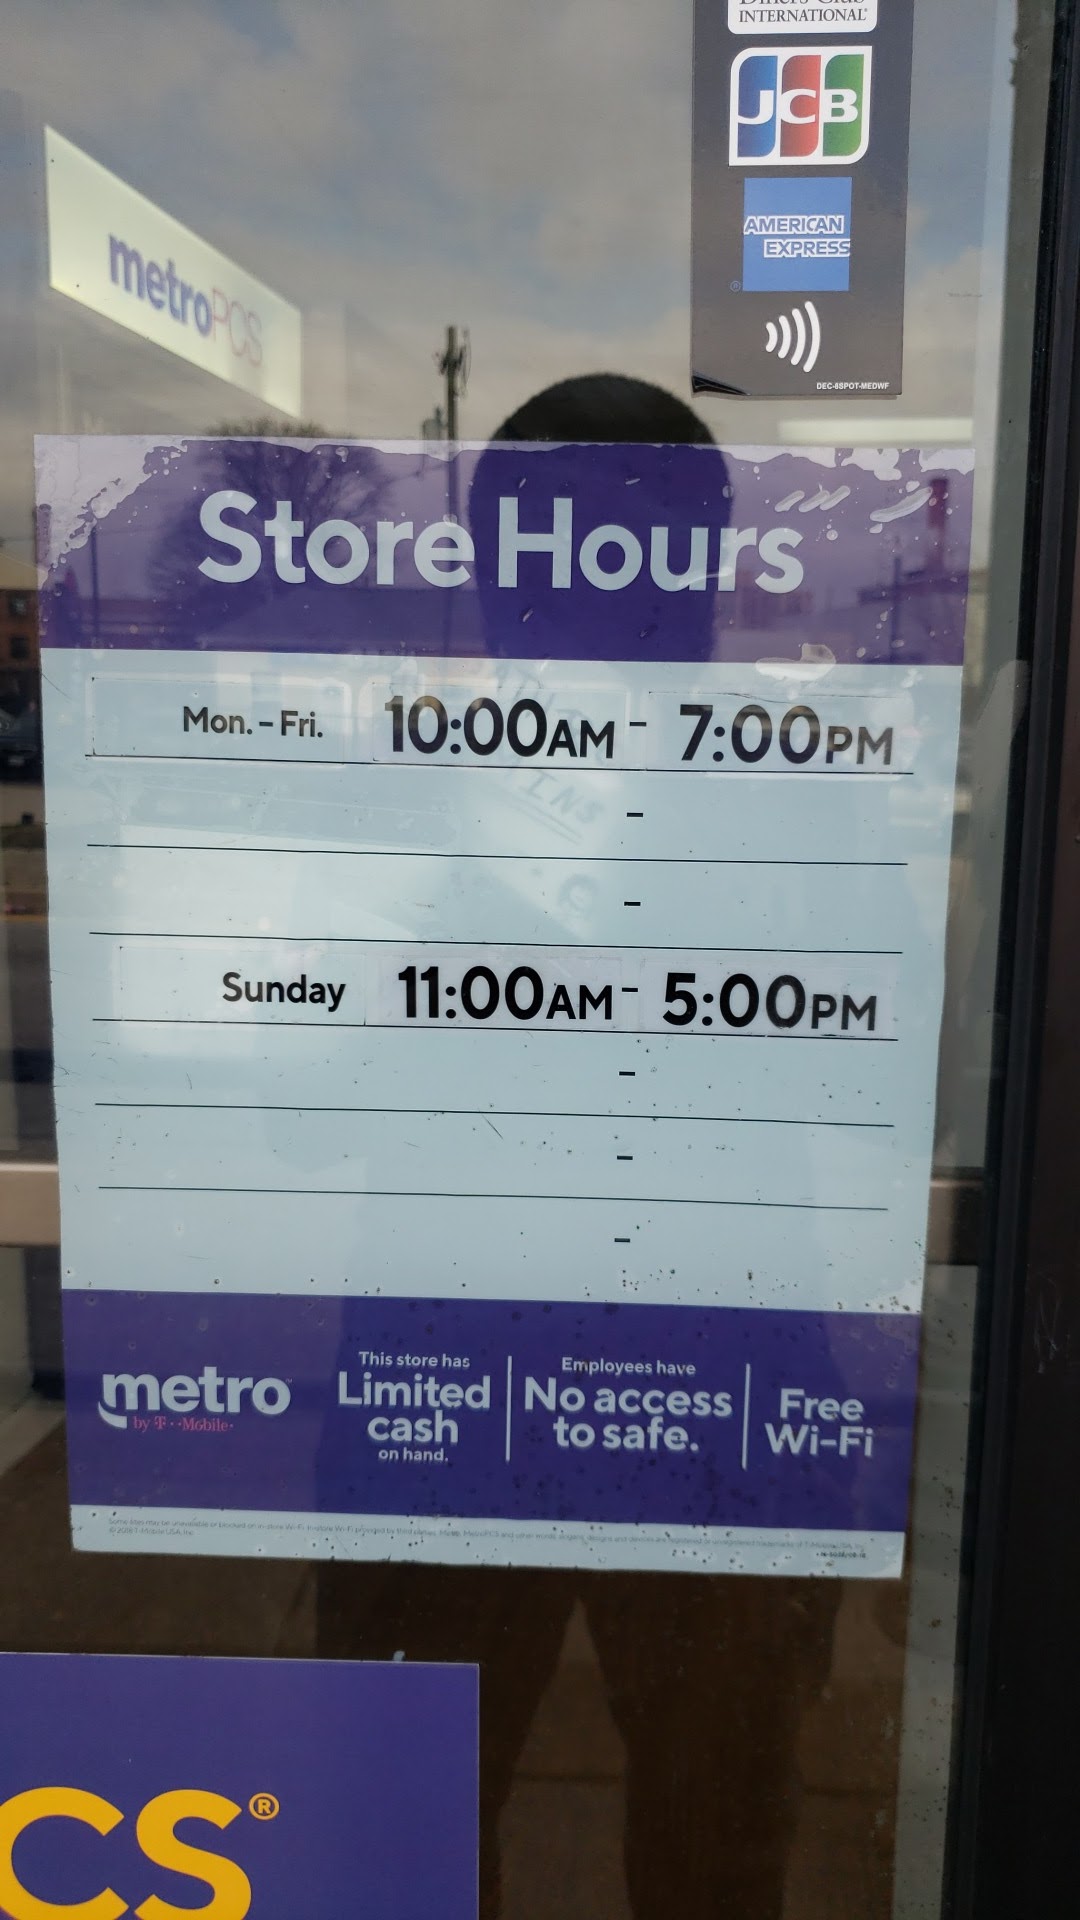 Diners Club
INTERNATIONAL®
JCB
AMERICAN
EXPRESS
®
DEC-8SPOT-MEDWF
metroPCS
Store Hours
Mon. – Fri. 10:00AM - 7:00PM
-
-
Sunday 11:00AM - 5:00PM
-
-
-
metro
by T··Mobile·
This store has
Limited
cash
on hand.
Employees have
No access
to safe.
Free
Wi-Fi
CS®